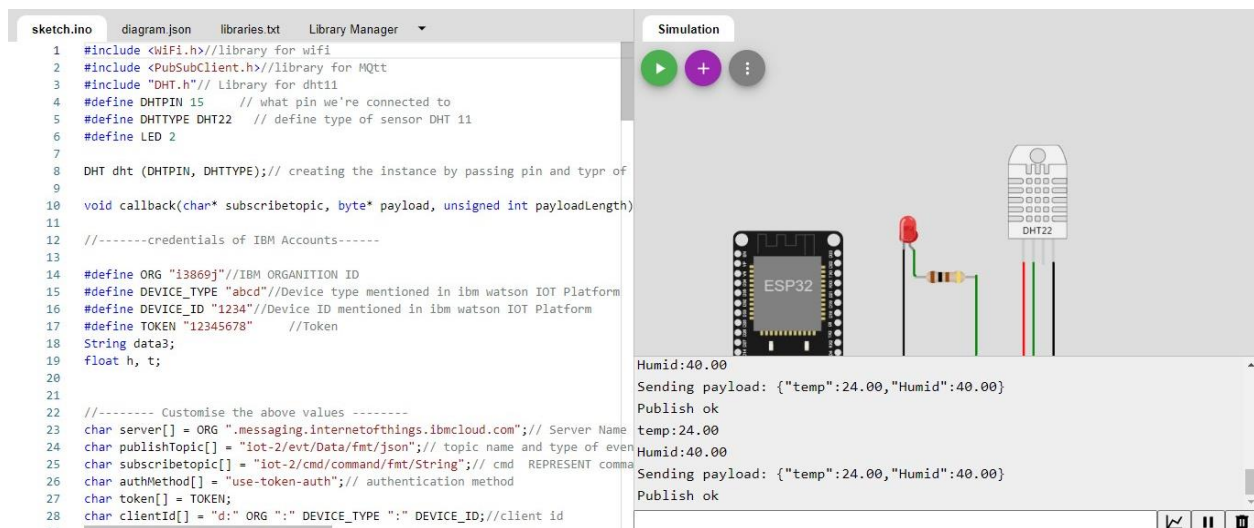 sketch.ino diagram.json libraries.txt Library Manager
1 #include <WiFi.h>//library for wifi
2 #include <PubSubClient.h>//library for MQtt
3 #include "DHT.h"// Library for dht11
4 #define DHTPIN 15 // what pin we're connected to
5 #define DHTTYPE DHT22 // define type of sensor DHT 11
6 #define LED 2
7
8 DHT dht (DHTPIN, DHTTYPE);// creating the instance by passing pin and typr of
9
10 void callback(char* subscribetopic, byte* payload, unsigned int payloadLength)
11
12 //-------credentials of IBM Accounts------
13
14 #define ORG "i3869j"//IBM ORGANITION ID
15 #define DEVICE_TYPE "abcd"//Device type mentioned in ibm watson IOT Platform
16 #define DEVICE_ID "1234"//Device ID mentioned in ibm watson IOT Platform
17 #define TOKEN "12345678" //Token
18 String data3;
19 float h, t;
20
21
22 //-------- Customise the above values --------
23 char server[] = ORG ".messaging.internetofthings.ibmcloud.com";// Server Name
24 char publishTopic[] = "iot-2/evt/Data/fmt/json";// topic name and type of even
25 char subscribetopic[] = "iot-2/cmd/command/fmt/String";// cmd REPRESENT comma
26 char authMethod[] = "use-token-auth";// authentication method
27 char token[] = TOKEN;
28 char clientId[] = "d:" ORG ":" DEVICE_TYPE ":" DEVICE_ID;//client id
Simulation
DHT22
ESP32
Humid:40.00
Sending payload: {"temp":24.00,"Humid":40.00}
Publish ok
temp:24.00
Humid:40.00
Sending payload: {"temp":24.00,"Humid":40.00}
Publish ok